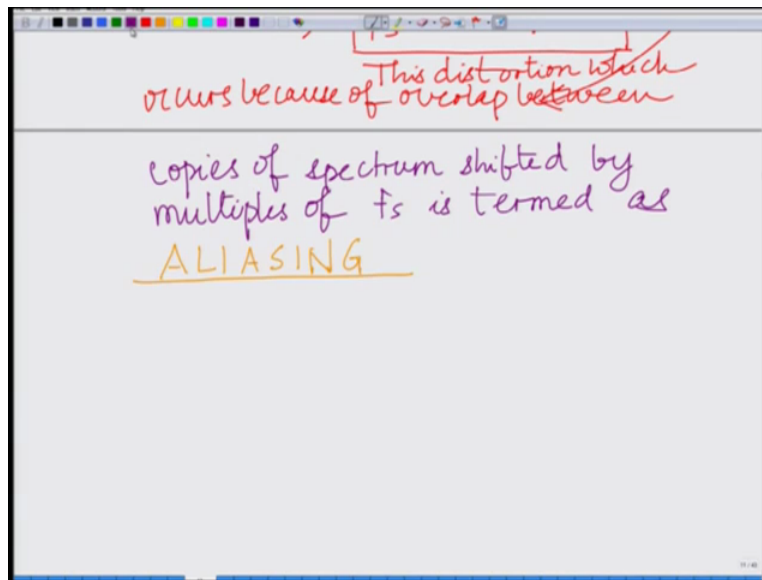 fs
This distortion which
occurs because of overlap between
copies of spectrum shifted by
multiples of fs is termed as
ALIASING